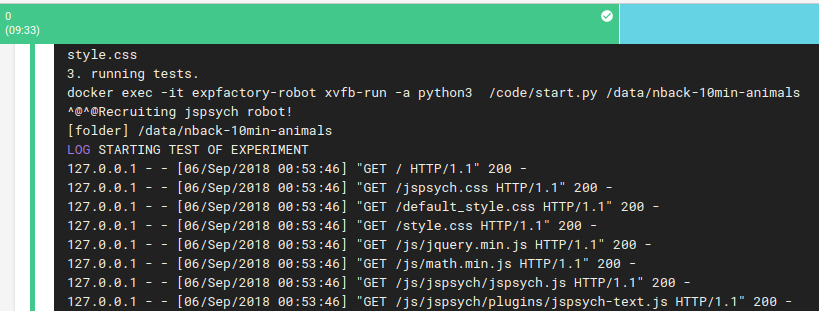 0
(09:33)
style.css
3. running tests.
docker exec -it expfactory-robot xvfb-run -a python3  /code/start.py /data/nback-10min-animals
^@^@Recruiting jspsych robot!
[folder] /data/nback-10min-animals
LOG STARTING TEST OF EXPERIMENT
127.0.0.1 - - [06/Sep/2018 00:53:46] "GET / HTTP/1.1" 200 -
127.0.0.1 - - [06/Sep/2018 00:53:46] "GET /jspsych.css HTTP/1.1" 200 -
127.0.0.1 - - [06/Sep/2018 00:53:46] "GET /default_style.css HTTP/1.1" 200 -
127.0.0.1 - - [06/Sep/2018 00:53:46] "GET /style.css HTTP/1.1" 200 -
127.0.0.1 - - [06/Sep/2018 00:53:46] "GET /js/jquery.min.js HTTP/1.1" 200 -
127.0.0.1 - - [06/Sep/2018 00:53:46] "GET /js/math.min.js HTTP/1.1" 200 -
127.0.0.1 - - [06/Sep/2018 00:53:46] "GET /js/jspsych/jspsych.js HTTP/1.1" 200 -
127.0.0.1 - - [06/Sep/2018 00:53:46] "GET /js/jspsych/plugins/jspsych-text.js HTTP/1.1" 200 -